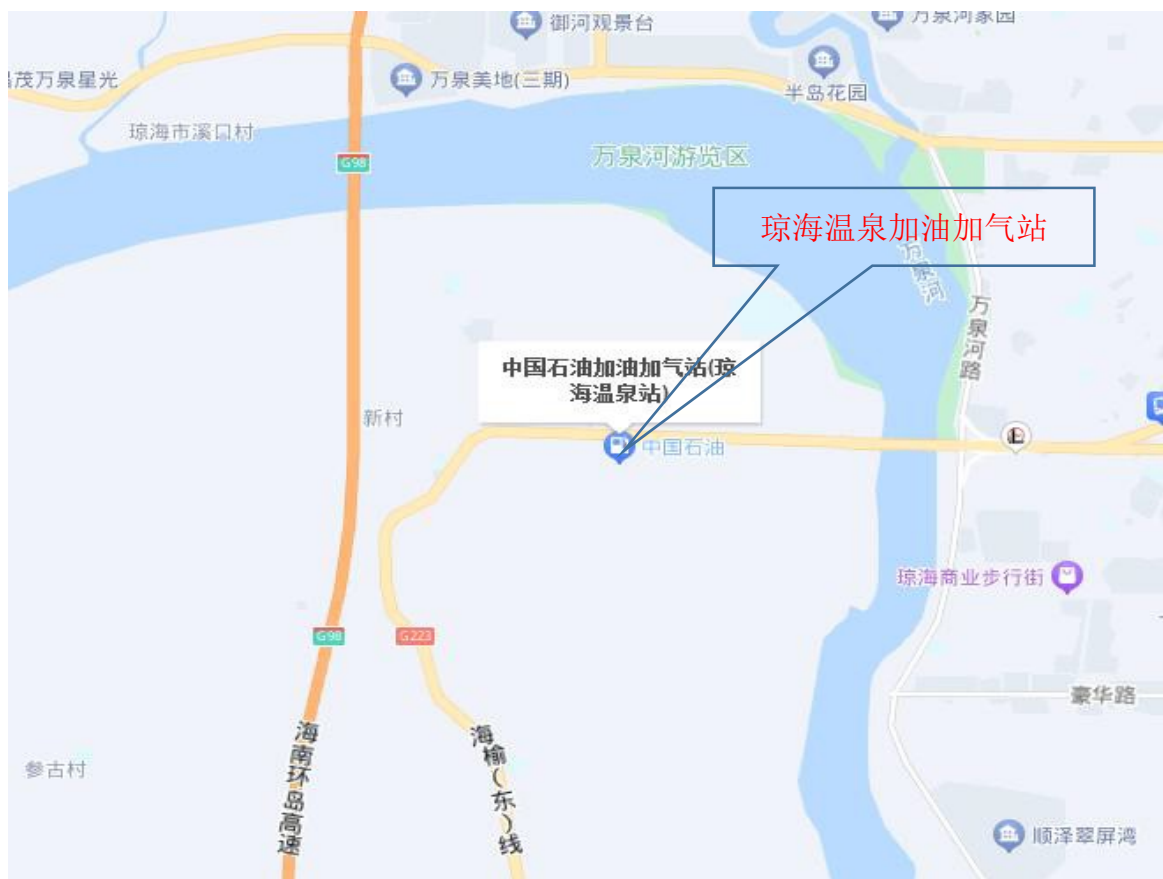 御河观景台
万泉河家园
茂万泉星光
万泉美地(三期)
半岛花园
琼海市溪口村
G98
万泉河游览区
琼海温泉加油加气站
万泉河
万泉河路
中国石油加油加气站(琼
海温泉站)
新村
中国石油
琼海商业步行街
G98
G223
豪华路
海南环岛高速
海榆(东)线
参古村
顺泽翠屏湾